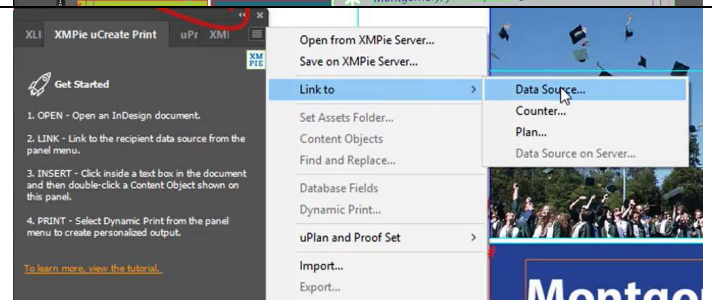 XLI XMPie uCreate Print uPr XMI
XM
PIE
Get Started
1. OPEN - Open an InDesign document.
2. LINK - Link to the recipient data source from the
panel menu.
3. INSERT - Click inside a text box in the document
and then double-click a Content Object shown on
this panel.
4. PRINT - Select Dynamic Print from the panel
menu to create personalized output.
To learn more, view the tutorial.
Open from XMPie Server...
Save on XMPie Server...
Link to
Set Assets Folder...
Content Objects
Find and Replace...
Database Fields
Dynamic Print...
uPlan and Proof Set
Import...
Export...
Data Source...
Counter...
Plan...
Data Source on Server...